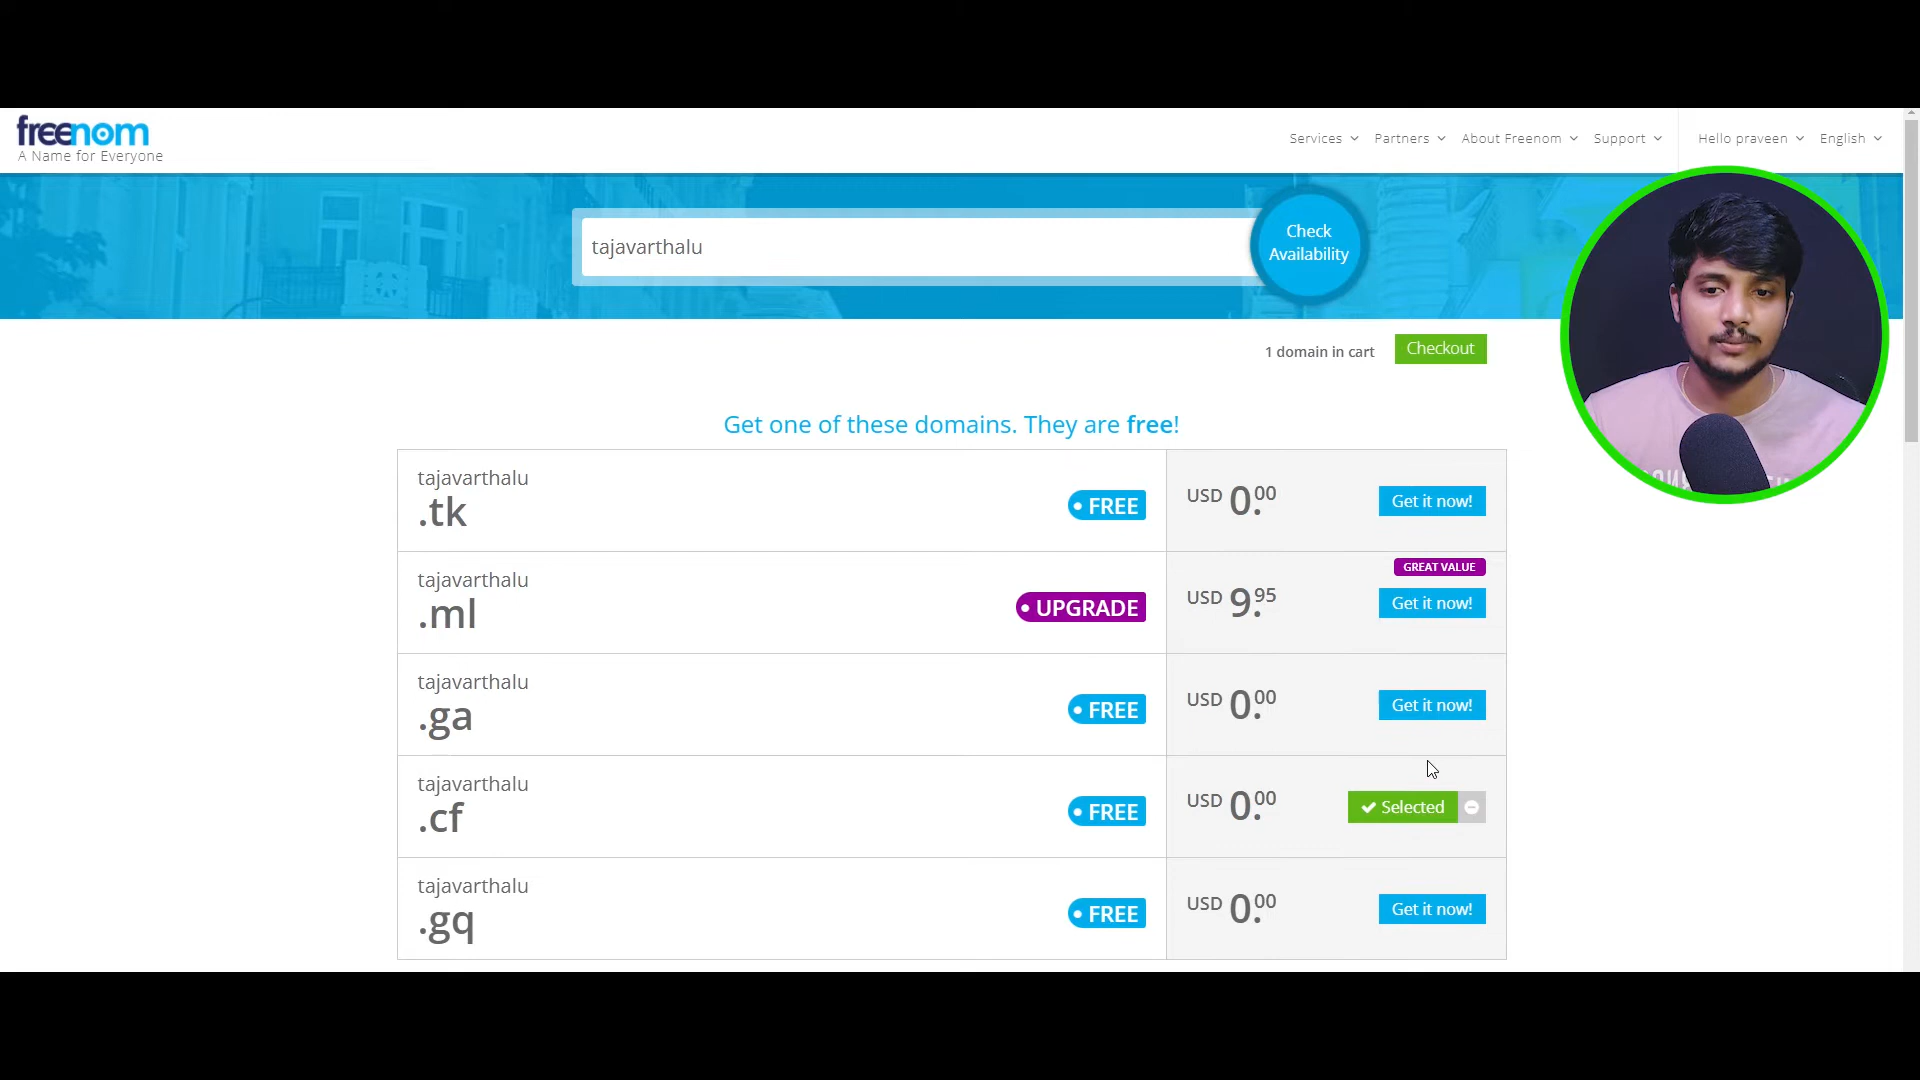 freenom
A Name for Everyone
Services
Partners
About Freenom
Support
Hello praveen
English
tajavarthalu
Check
Availability
1 domain in cart
Checkout
Get one of these domains. They are free!
tajavarthalu
.tk
FREE
USD 0.00
Get it now!
tajavarthalu
.ml
UPGRADE
USD 9.95
GREAT VALUE
Get it now!
tajavarthalu
.ga
FREE
USD 0.00
Get it now!
tajavarthalu
.cf
FREE
USD 0.00
Selected
tajavarthalu
.gq
FREE
USD 0.00
Get it now!